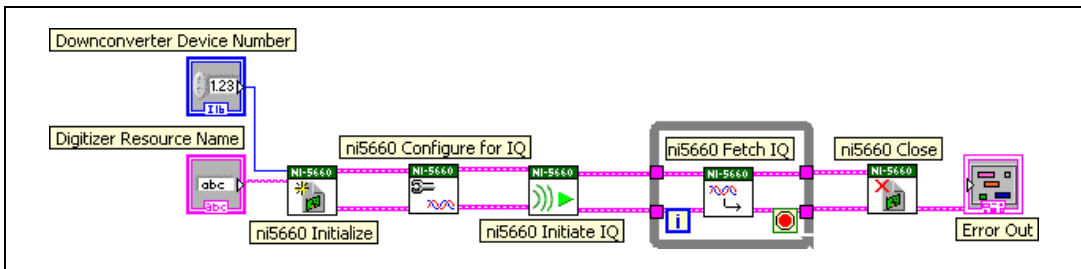 Downconverter Device Number
1.23
I16
Digitizer Resource Name
abc
abc
NI-5660
ni5660 Initialize
ni5660 Configure for IQ
NI-5660
NI-5660
ni5660 Initiate IQ
ni5660 Fetch IQ
NI-5660
i
ni5660 Close
NI-5660
Error Out